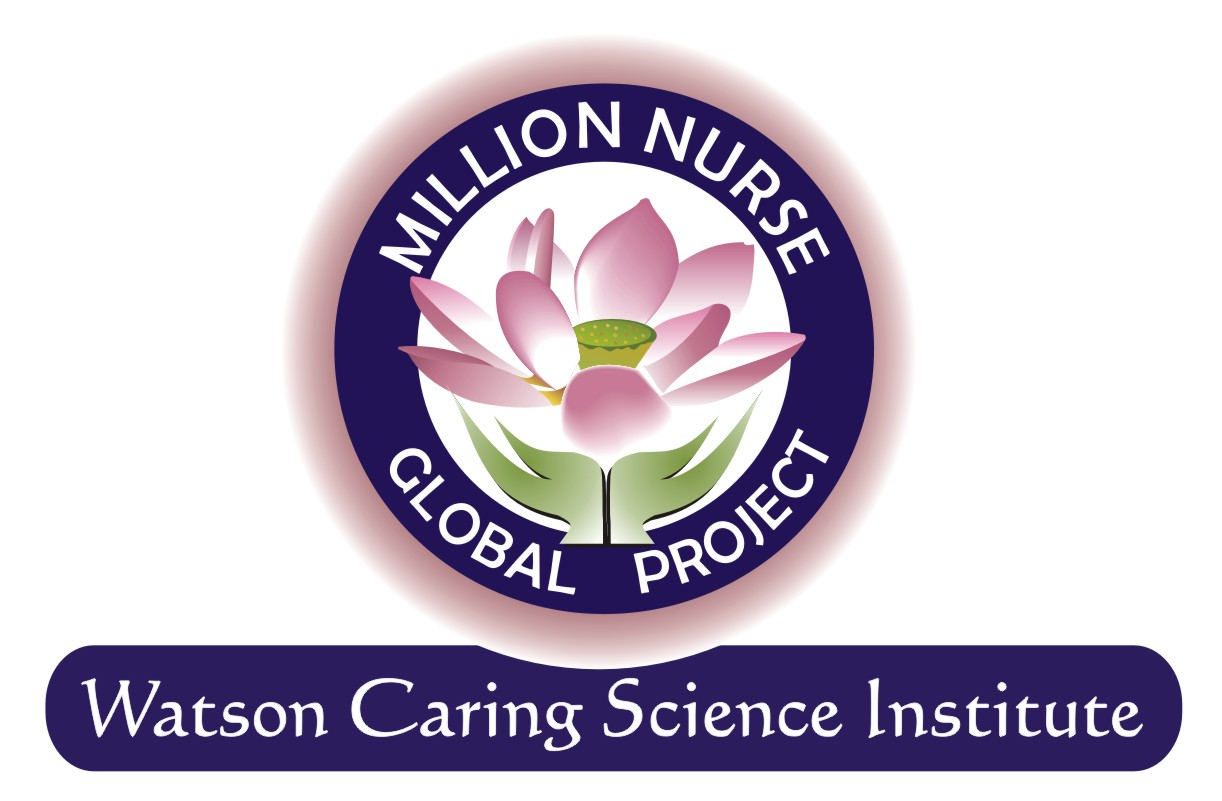 MILLION NURSE
GLOBAL PROJECT
Watson Caring Science Institute